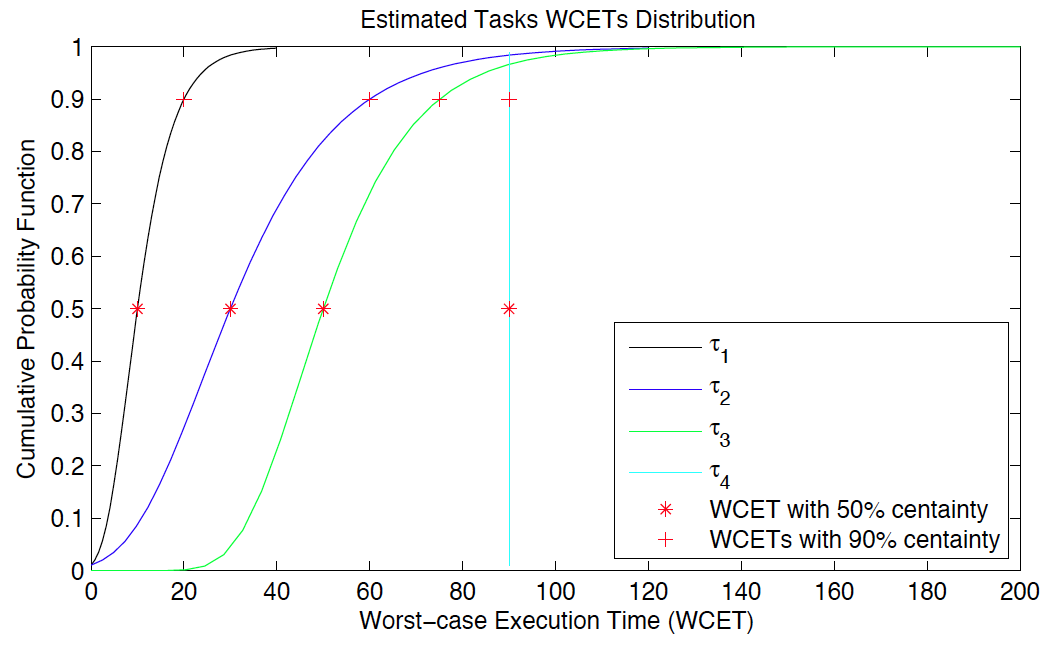 Estimated Tasks WCETs Distribution
1
0.9
0.8
0.7
0.6
0.5
0.4
0.3
0.2
0.1
0
Cumulative Probability Function
0 20 40 60 80 100 120 140 160 180 200
Worst−case Execution Time (WCET)
τ1
τ2
τ3
τ4
WCET with 50% centainty
WCETs with 90% centainty